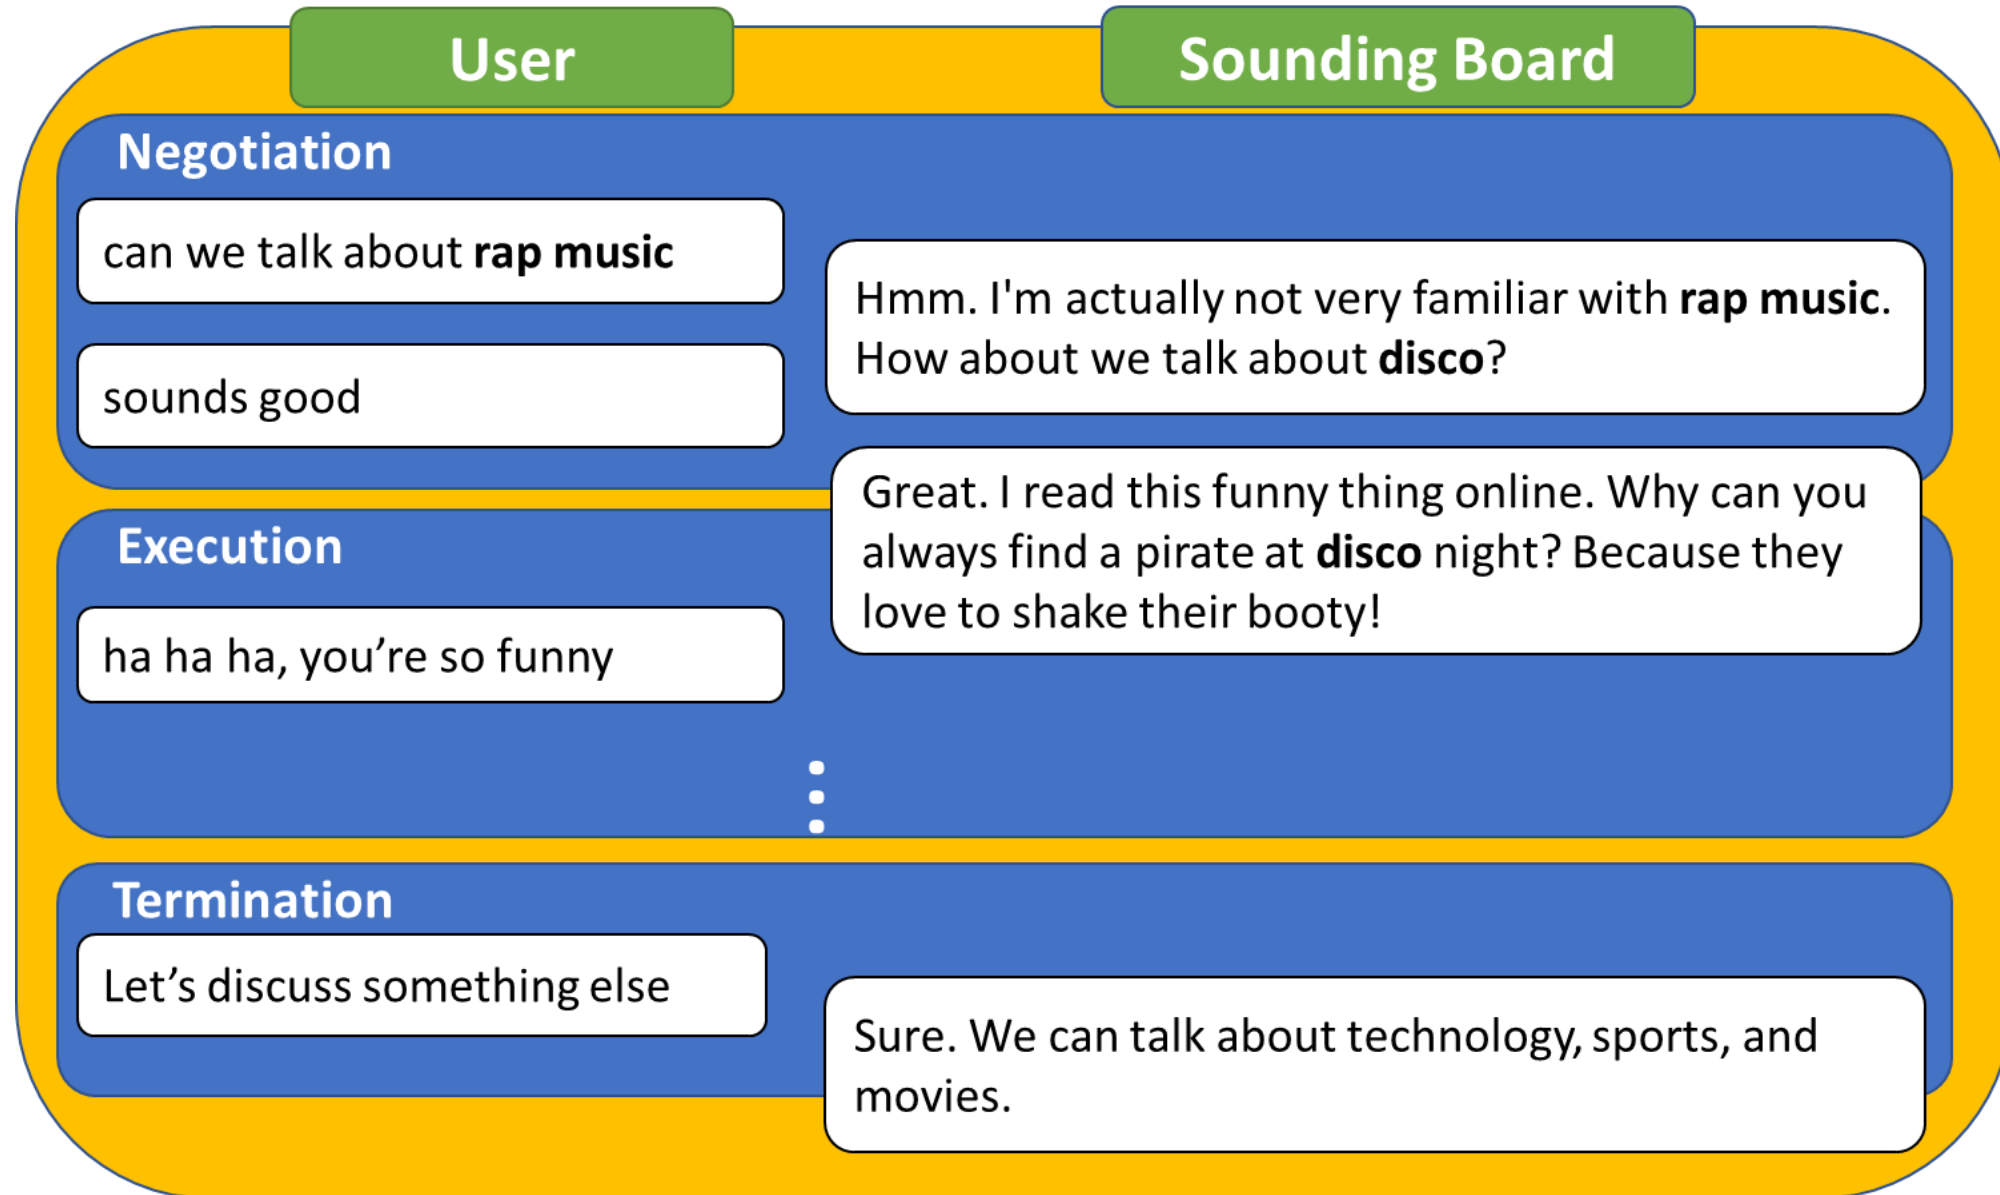 User
Sounding Board
Negotiation
can we talk about rap music
Hmm. I'm actually not very familiar with rap music.
How about we talk about disco?
sounds good
Great. I read this funny thing online. Why can you
always find a pirate at disco night? Because they
love to shake their booty!
Execution
ha ha ha, you’re so funny
Termination
Let’s discuss something else
Sure. We can talk about technology, sports, and
movies.